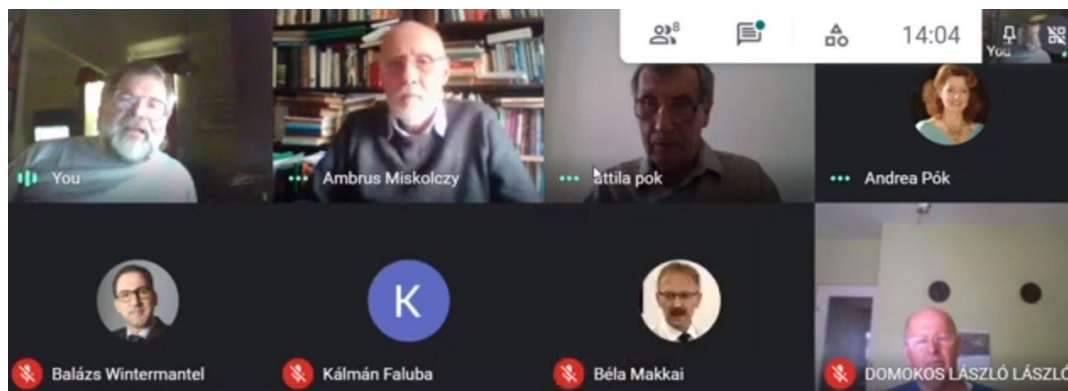 8
14:04
You
You
Ambrus Miskolczy
attila pok
Andrea Pók
K
Balázs Wintermantel
Kálmán Faluba
Béla Makkai
DOMOKOS LÁSZLÓ LÁSZLÓ